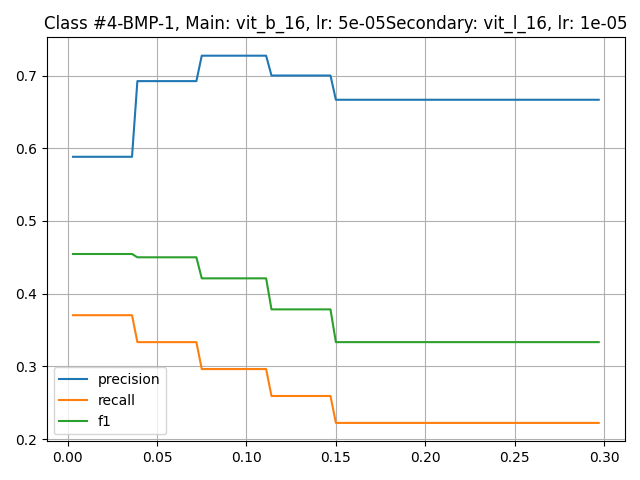 Class #4-BMP-1, Main: vit_b_16, lr: 5e-05Secondary: vit_l_16, lr: 1e-05
0.7
0.6
0.5
0.4
0.3
0.2
precision
recall
f1
0.00 0.05 0.10 0.15 0.20 0.25 0.30